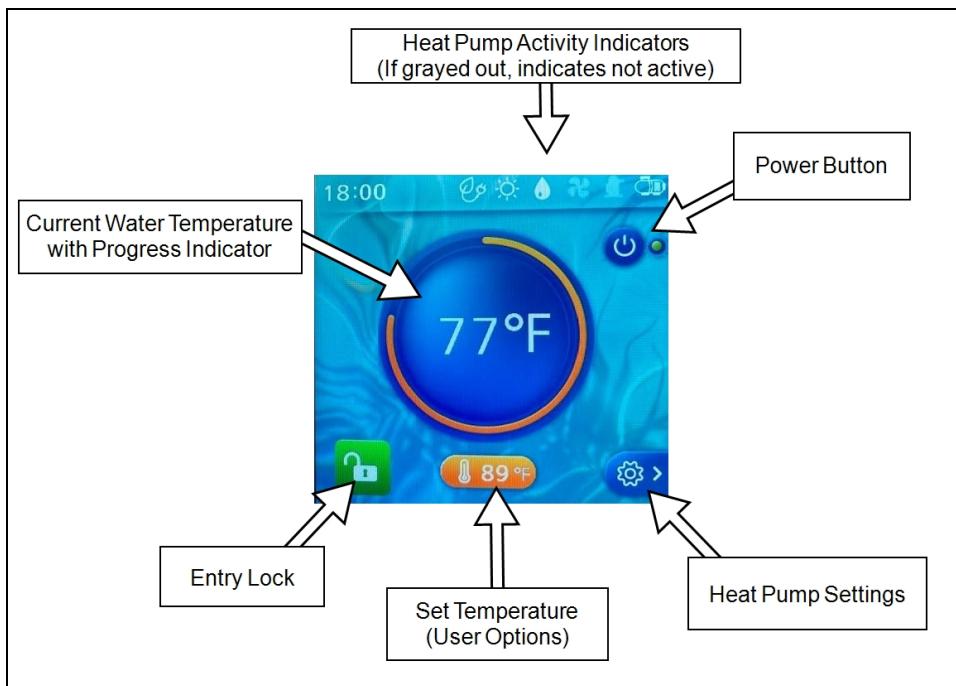 Heat Pump Activity Indicators
(If grayed out, indicates not active)
Power Button
18:00
Current Water Temperature
with Progress Indicator
77°F
89 °F
Entry Lock
Set Temperature
(User Options)
Heat Pump Settings